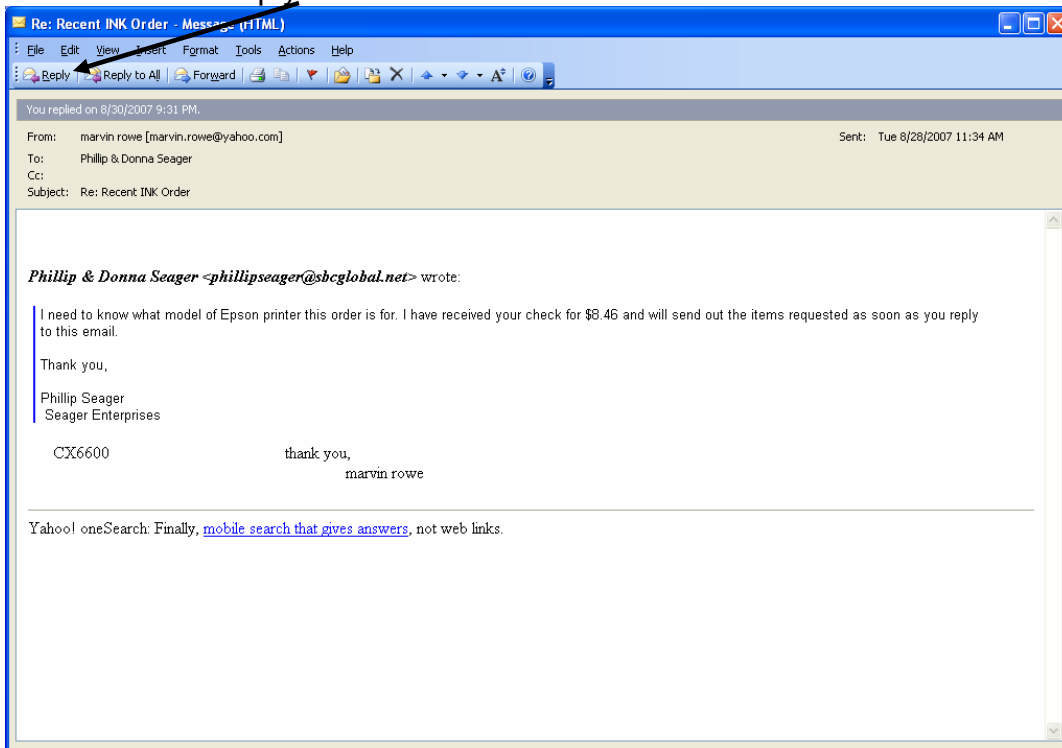 Re: Recent INK Order - Message (HTML)
File Edit View Insert Format Tools Actions Help
Reply Reply to All Forward
You replied on 8/30/2007 9:31 PM.
From: marvin rowe [marvin.rowe@yahoo.com] Sent: Tue 8/28/2007 11:34 AM
To: Phillip & Donna Seager
Cc:
Subject: Re: Recent INK Order
Phillip & Donna Seager <phillipseager@sbcglobal.net> wrote:
I need to know what model of Epson printer this order is for. I have received your check for $8.46 and will send out the items requested as soon as you reply
to this email.
Thank you,
Phillip Seager
Seager Enterprises
CX6600 thank you,
marvin rowe
Yahoo! oneSearch: Finally, mobile search that gives answers, not web links.